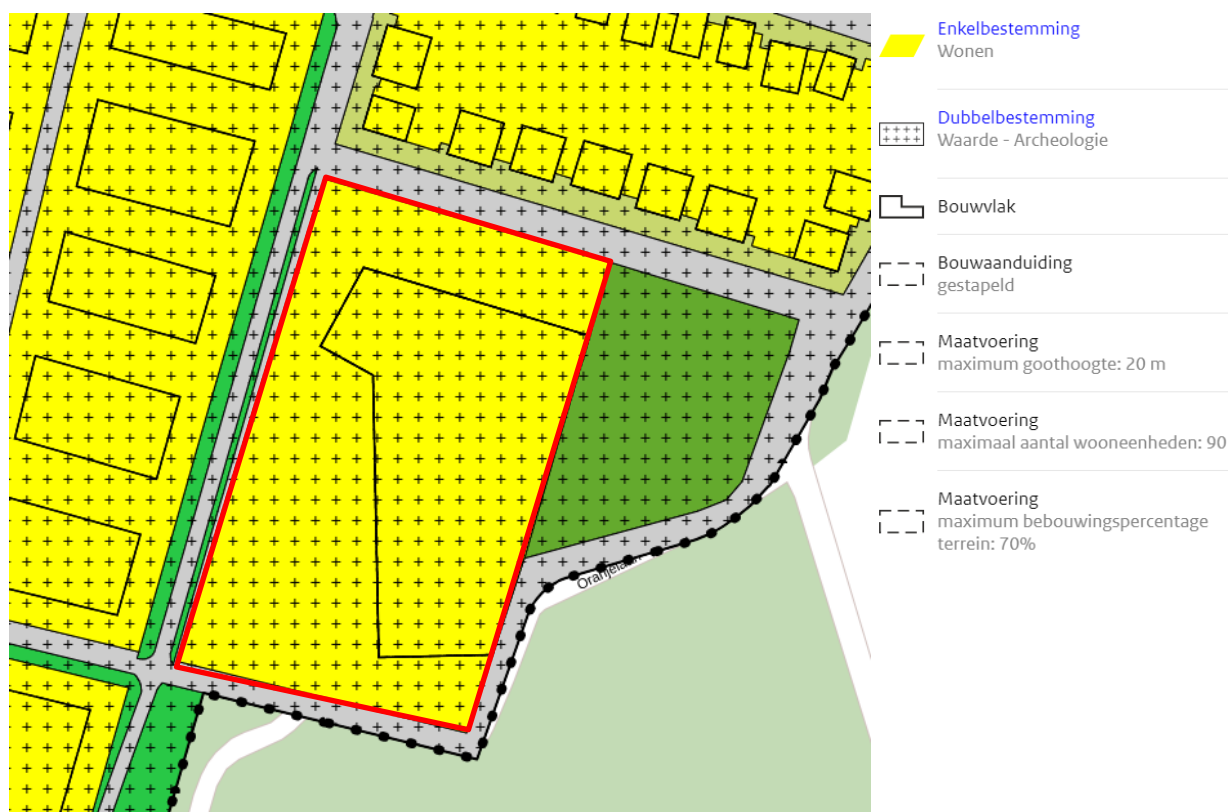 Enkelbestemming
Wonen
Dubbelbestemming
Waarde - Archeologie
Bouwvlak
Bouwaanduiding
gestapeld
Maatvoering
maximum goothoogte: 20 m
Maatvoering
maximaal aantal wooneenheden: 90
Maatvoering
maximum bebouwingspercentage
terrein: 70%